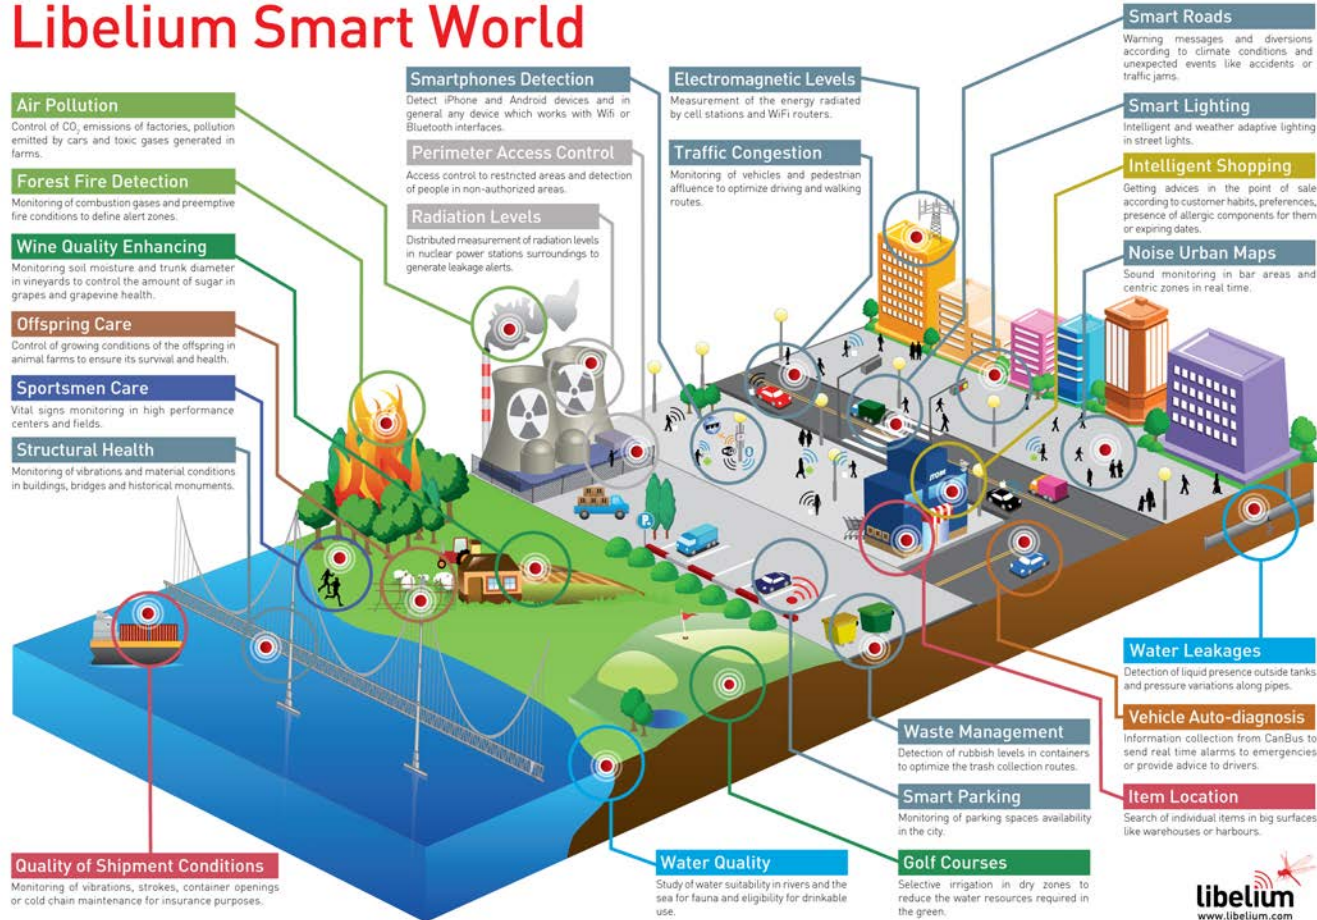 Libelium Smart World
Air Pollution
Control of CO₂ emissions of factories, pollution
emitted by cars and toxic gases generated in
farms.
Forest Fire Detection
Monitoring of combustion gases and preemptive
fire conditions to define alert zones.
Wine Quality Enhancing
Monitoring soil moisture and trunk diameter
in vineyards to control the amount of sugar in
grapes and grapevine health.
Offspring Care
Control of growing conditions of the offspring in
animal farms to ensure its survival and health.
Sportsmen Care
Vital signs monitoring in high performance
centers and fields.
Structural Health
Monitoring of vibrations and material conditions
in buildings, bridges and historical monuments.
Quality of Shipment Conditions
Monitoring of vibrations, strokes, container openings
or cold chain maintenance for insurance purposes.
Smartphones Detection
Detect iPhone and Android devices and in
general any device which works with Wifi or
Bluetooth interfaces.
Perimeter Access Control
Access control to restricted areas and detection
of people in non-authorized areas.
Radiation Levels
Distributed measurement of radiation levels
in nuclear power stations surroundings to
generate leakage alerts.
Electromagnetic Levels
Measurement of the energy radiated
by cell stations and WiFi routers.
Traffic Congestion
Monitoring of vehicles and pedestrian
affluence to optimize driving and walking
routes.
Smart Roads
Warning messages and diversions
according to climate conditions and
unexpected events like accidents or
traffic jams.
Smart Lighting
Intelligent and weather adaptive lighting
in street lights.
Intelligent Shopping
Getting advices in the point of sale
according to customer habits, preferences,
presence of allergic components for them
or expiring dates.
Noise Urban Maps
Sound monitoring in bar areas and
centric zones in real time.
P
Water Leakages
Detection of liquid presence outside tanks
and pressure variations along pipes.
Vehicle Auto-diagnosis
Information collection from CanBus to
send real time alarms to emergencies
or provide advice to drivers.
Item Location
Search of individual items in big surfaces
like warehouses or harbours.
Waste Management
Detection of rubbish levels in containers
to optimize the trash collection routes.
Smart Parking
Monitoring of parking spaces availability
in the city.
Golf Courses
Selective irrigation in dry zones to
reduce the water resources required in
the green.
Water Quality
Study of water suitability in rivers and the
sea for fauna and eligibility for drinkable
use.
libelium
www.libelium.com